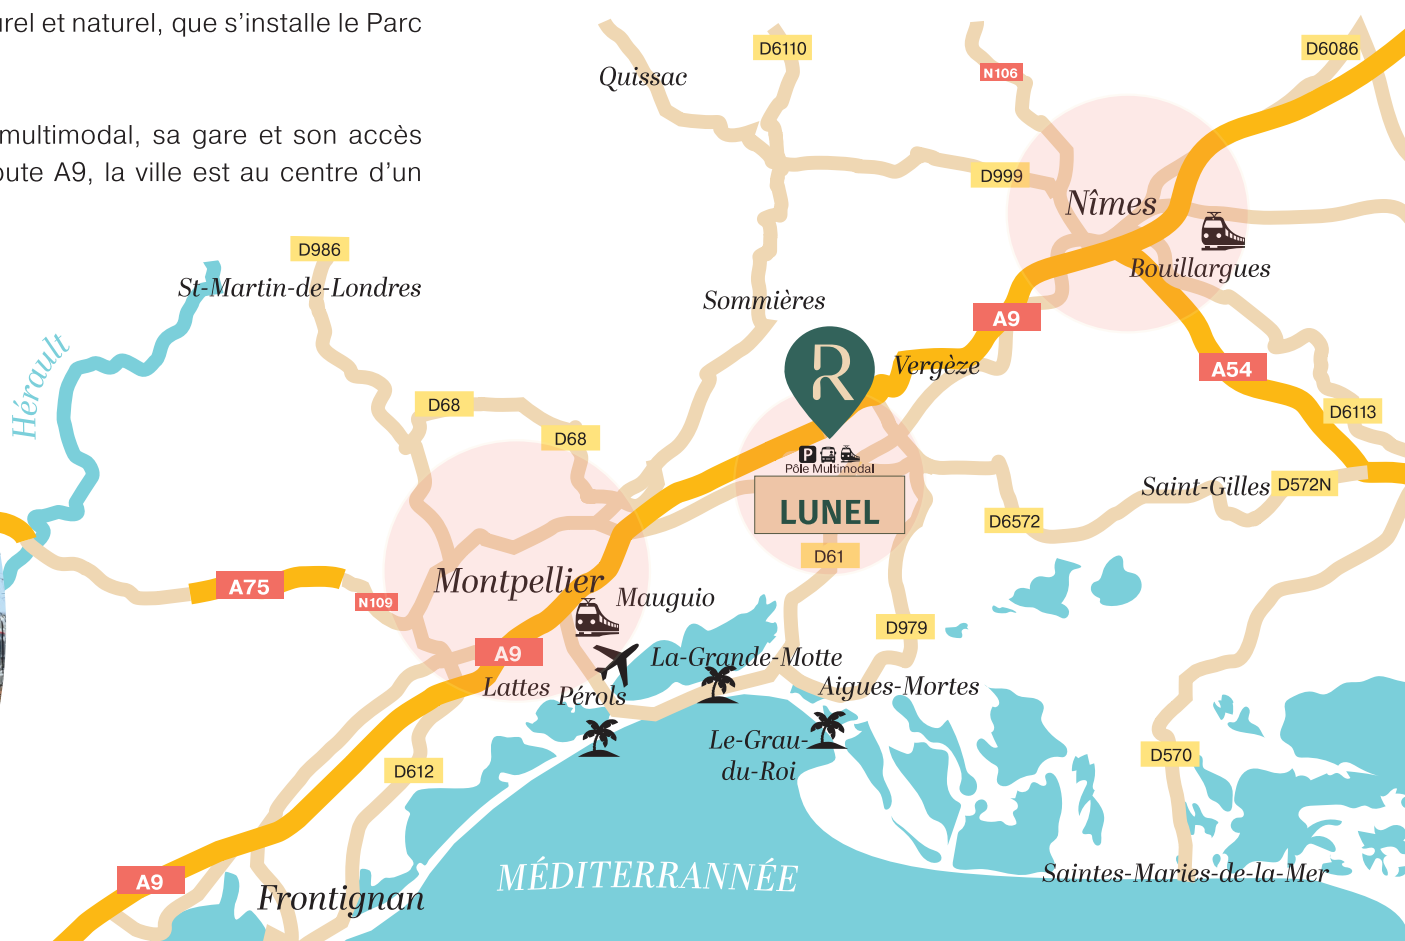 urel et naturel, que s’installe le Parc
multimodal, sa gare et son accès
oute A9, la ville est au centre d’un
D6110
D6086
Quissac
N106
D999
Nîmes
D986
St-Martin-de-Londres
Bouillargues
Sommières
A9
Hérault
R
Vergèze
A54
D68
D6113
D68
P
Pôle Multimodal
Saint-Gilles
D572N
LUNEL
D6572
D61
Montpellier
A75
N109
Mauguio
D979
A9
La-Grande-Motte
Lattes
Pérols
Aigues-Mortes
Le-Grau-
du-Roi
D570
D612
MÉDITERRANNÉE
Saintes-Maries-de-la-Mer
A9
Frontignan